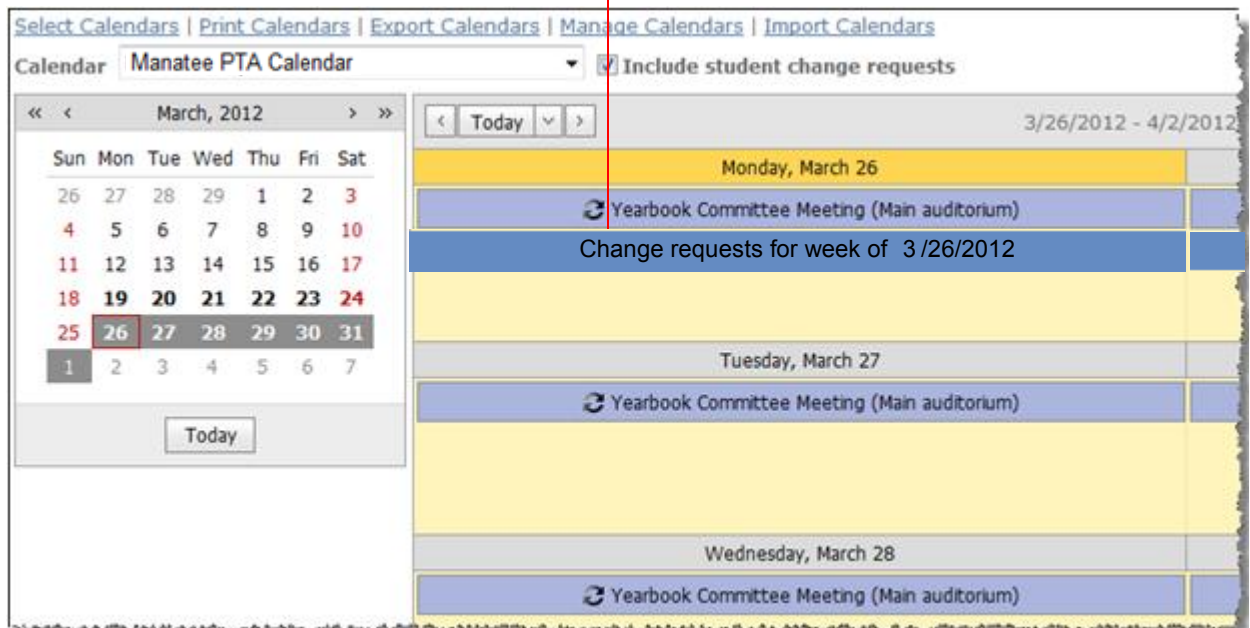 Select Calendars | Print Calendars | Export Calendars | Manage Calendars | Import Calendars
Calendar Manatee PTA Calendar Include student change requests
« < March, 2012 > »
Sun Mon Tue Wed Thu Fri Sat
26 27 28 29 1 2 3
4 5 6 7 8 9 10
11 12 13 14 15 16 17
18 19 20 21 22 23 24
25 26 27 28 29 30 31
1 2 3 4 5 6 7
Today
< Today > 3/26/2012 - 4/2/2012
Monday, March 26
Yearbook Committee Meeting (Main auditorium)
Change requests for week of 3 /26/2012
Tuesday, March 27
Yearbook Committee Meeting (Main auditorium)
Wednesday, March 28
Yearbook Committee Meeting (Main auditorium)